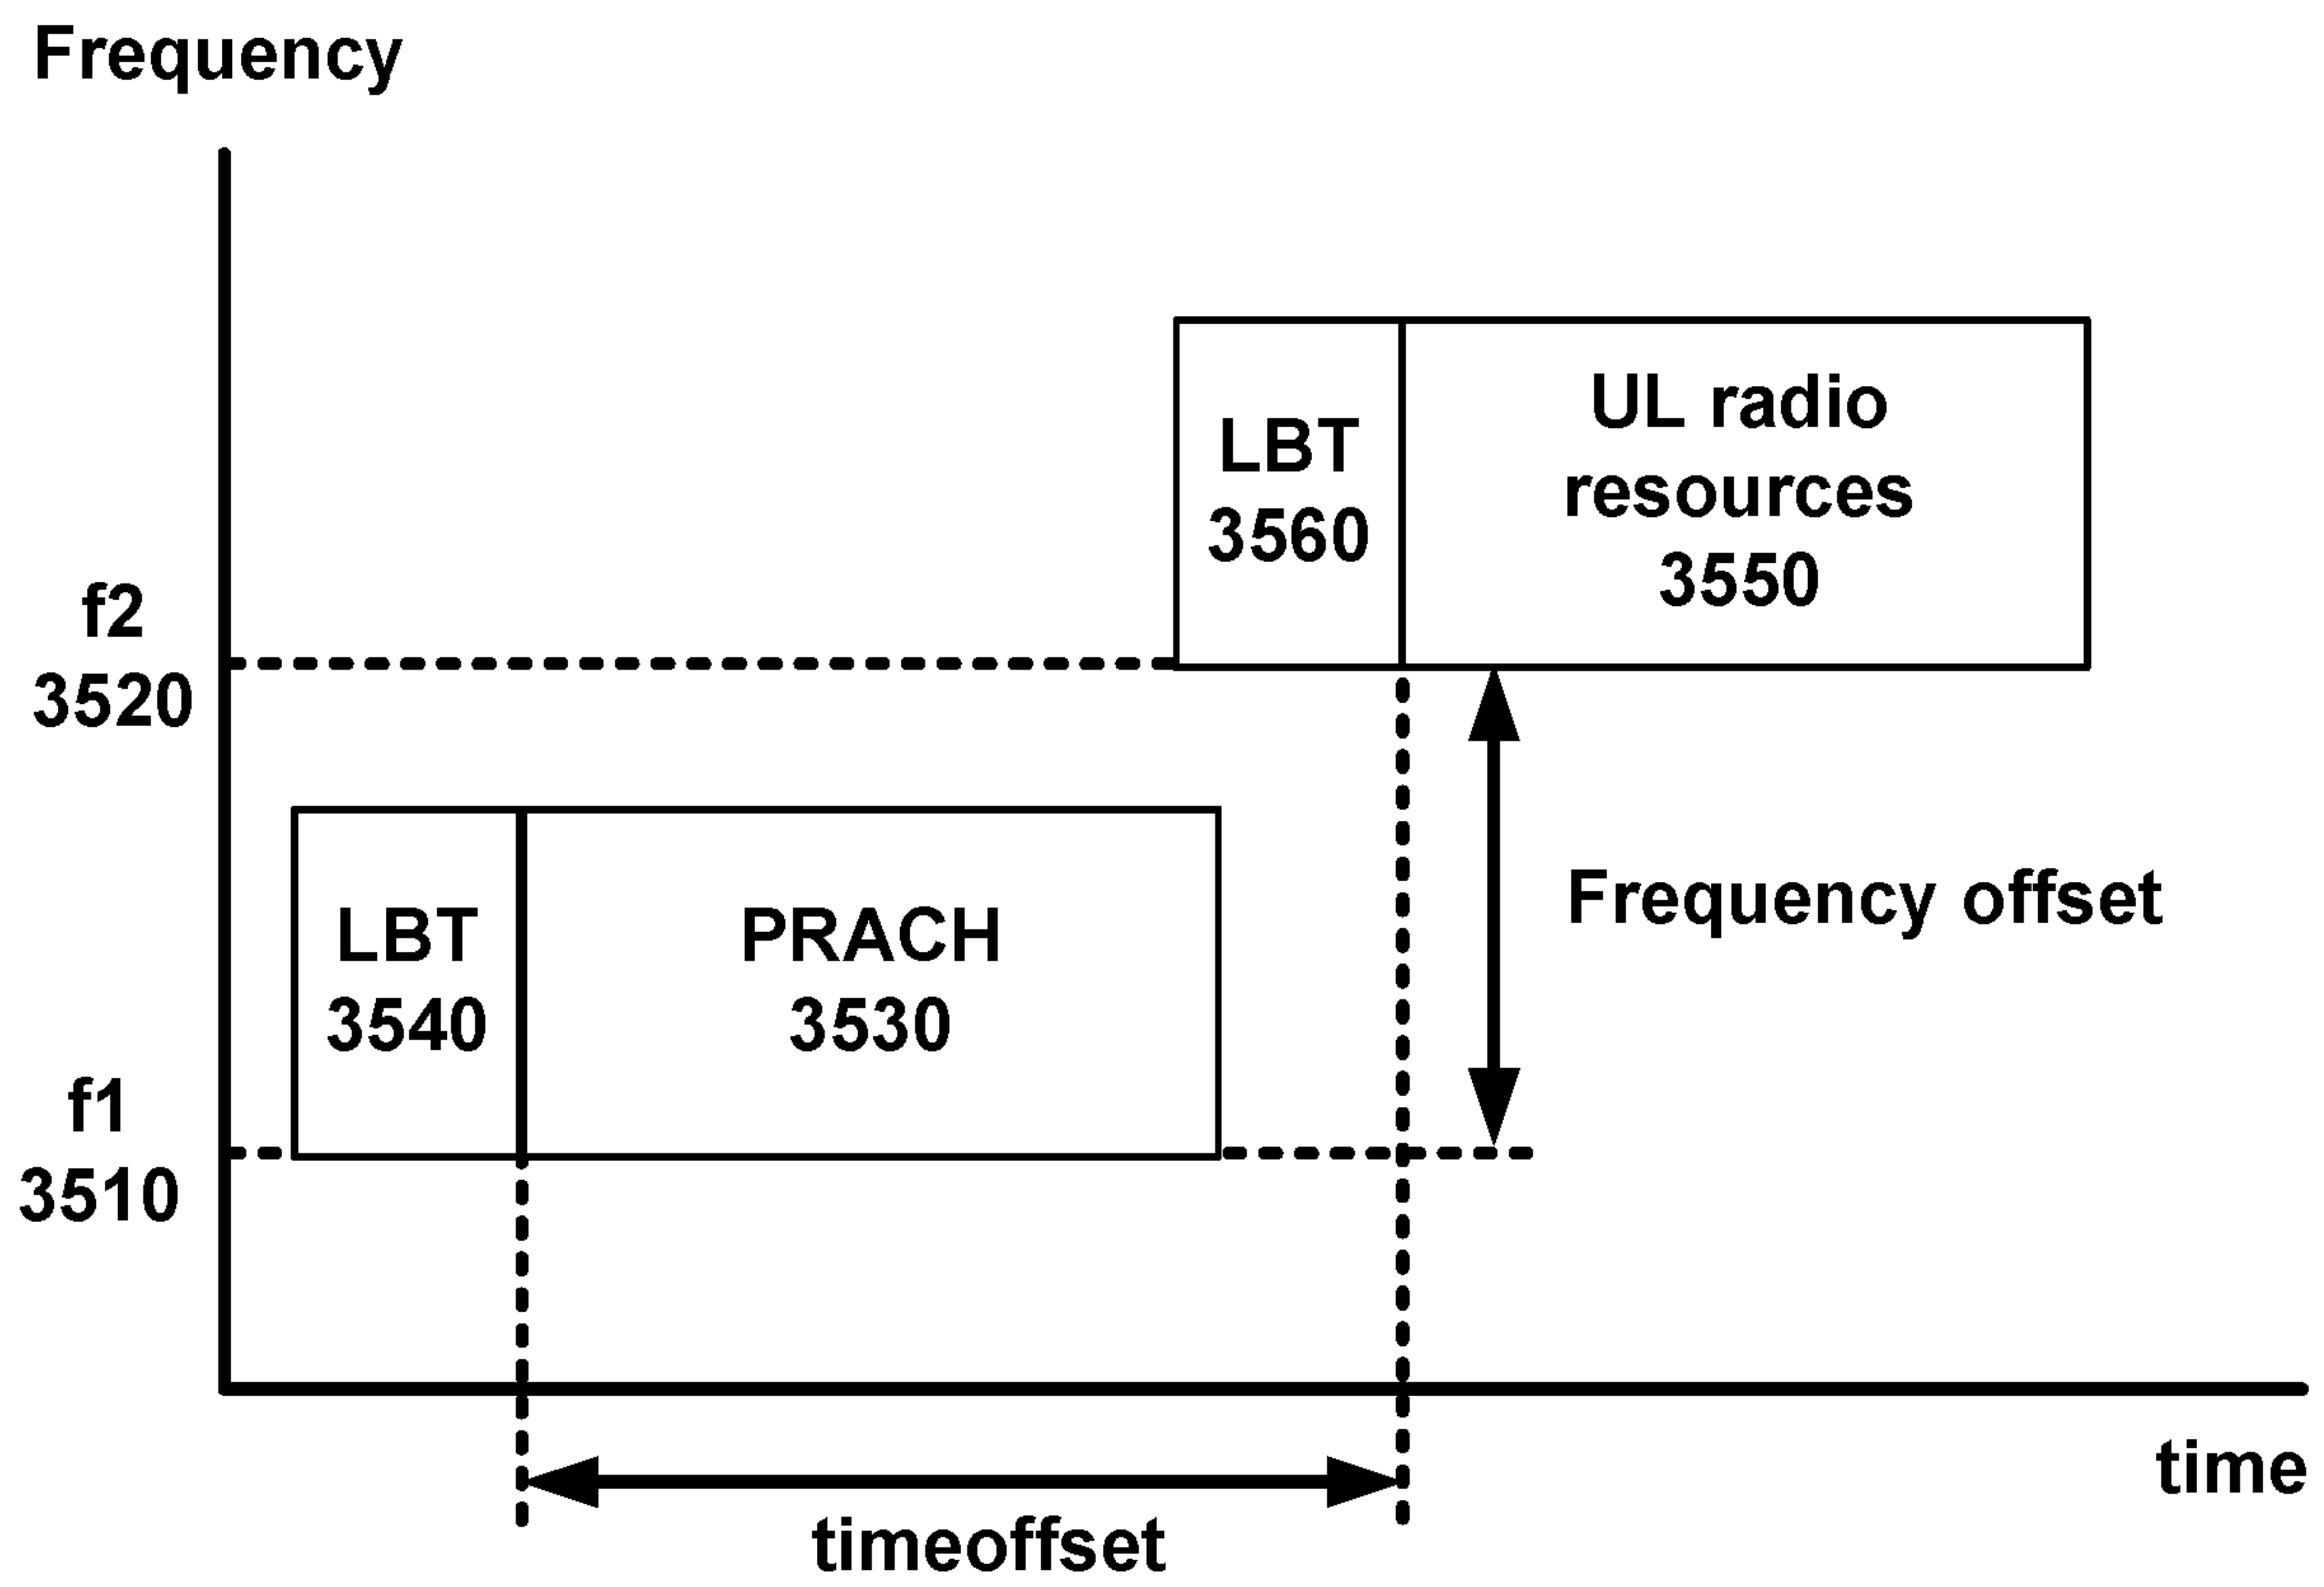 Frequency
UL radio
resources
3550
LBT
3560
f2
3520
Frequency offset
LBT
3540
PRACH
3530
f1
3510
time
timeoffset